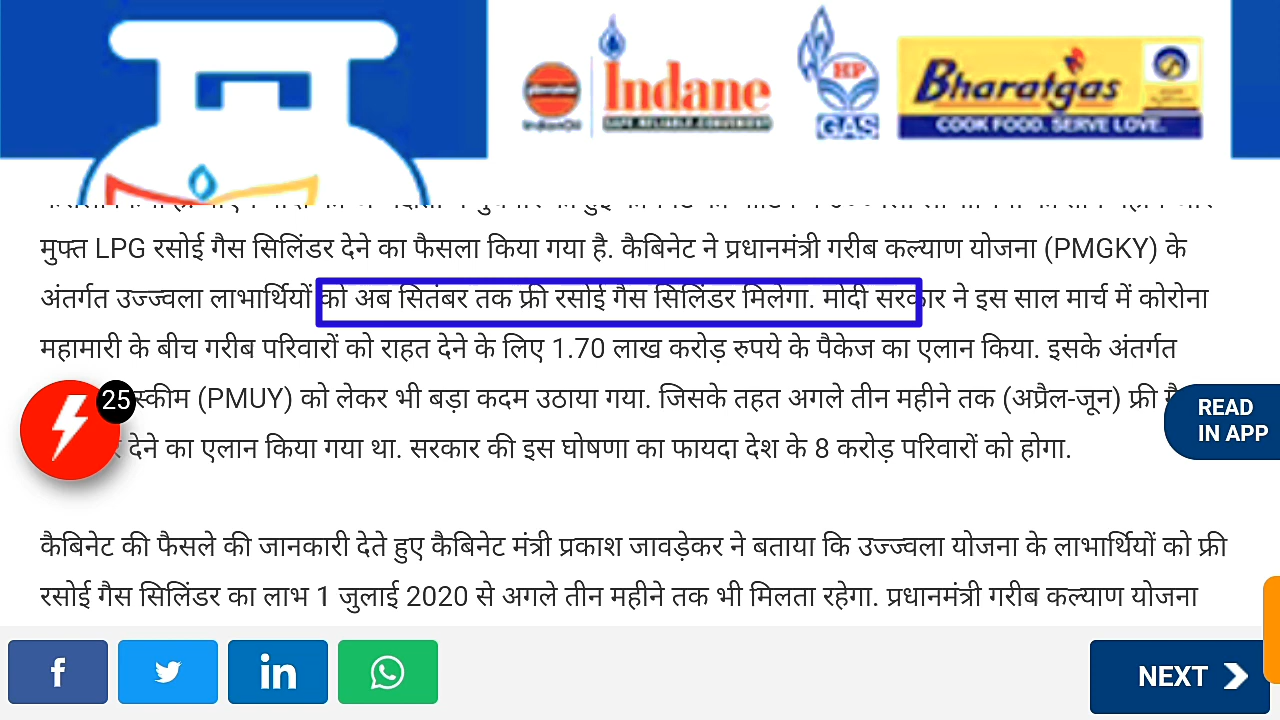 Indane
HP
GAS
Bharatgas
COOK FOOD. SERVE LOVE.
मुफ्त LPG रसोई गैस सिलिंडर देने का फैसला किया गया है. कैबिनेट ने प्रधानमंत्री गरीब कल्याण योजना (PMGKY) के
अंतर्गत उज्ज्वला लाभार्थियों को अब सितंबर तक फ्री रसोई गैस सिलिंडर मिलेगा. मोदी सरकार ने इस साल मार्च में कोरोना
महामारी के बीच गरीब परिवारों को राहत देने के लिए 1.70 लाख करोड़ रुपये के पैकेज का एलान किया. इसके अंतर्गत
25
स्कीम (PMUY) को लेकर भी बड़ा कदम उठाया गया. जिसके तहत अगले तीन महीने तक (अप्रैल-जून) फ्री
READ
IN APP
देने का एलान किया गया था. सरकार की इस घोषणा का फायदा देश के 8 करोड़ परिवारों को होगा.
कैबिनेट की फैसले की जानकारी देते हुए कैबिनेट मंत्री प्रकाश जावड़ेकर ने बताया कि उज्ज्वला योजना के लाभार्थियों को फ्री
रसोई गैस सिलिंडर का लाभ 1 जुलाई 2020 से अगले तीन महीने तक भी मिलता रहेगा. प्रधानमंत्री गरीब कल्याण योजना
f
in
NEXT